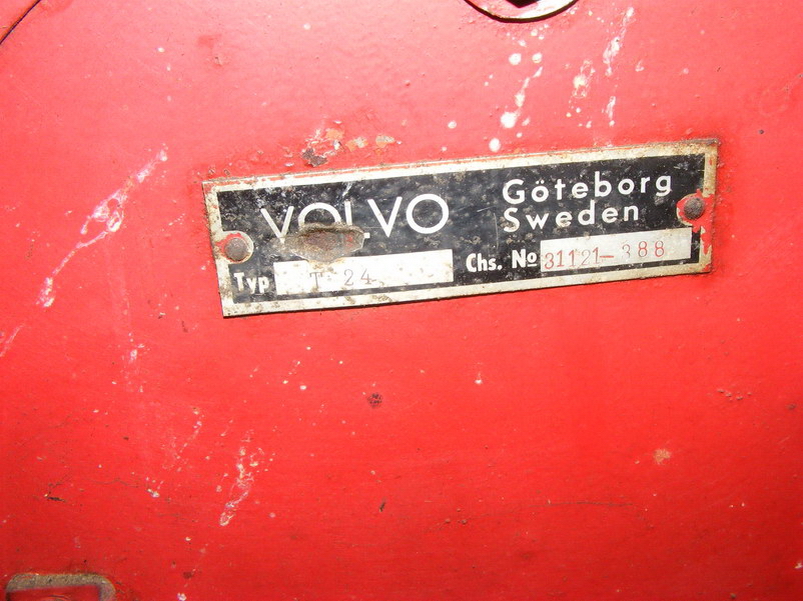 VOLVO
Göteborg
Sweden
Typ T 24
Chs. No 31121-388